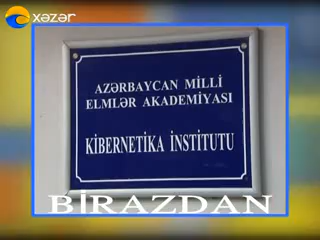 xəzər
AZƏRBAYCAN MİLLİ
ELMLƏR AKADEMİYASI
KİBERNETİKA İNSTİTUTU
BİRAZDAN